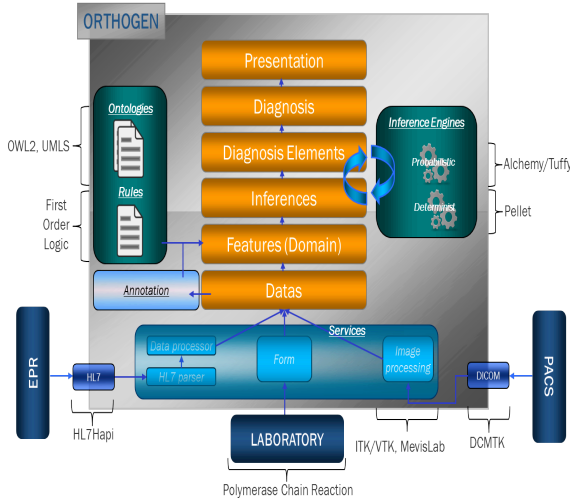 ORTHOGEN
Presentation
Ontologies
Diagnosis
Inference Engines
OWL2, UMLS
Diagnosis Elements
Probabilistic
Alchemy/Tuffy
Rules
Inferences
First
Order
Logic
Determinist
Pellet
Features (Domain)
Annotation
Datas
Services
Data processor
Form
Image
processing
HL7 parser
EPR
HL7
DICOM
PACS
HL7Hapi
LABORATORY
ITK/VTK, MevisLab
DCMTK
Polymerase Chain Reaction